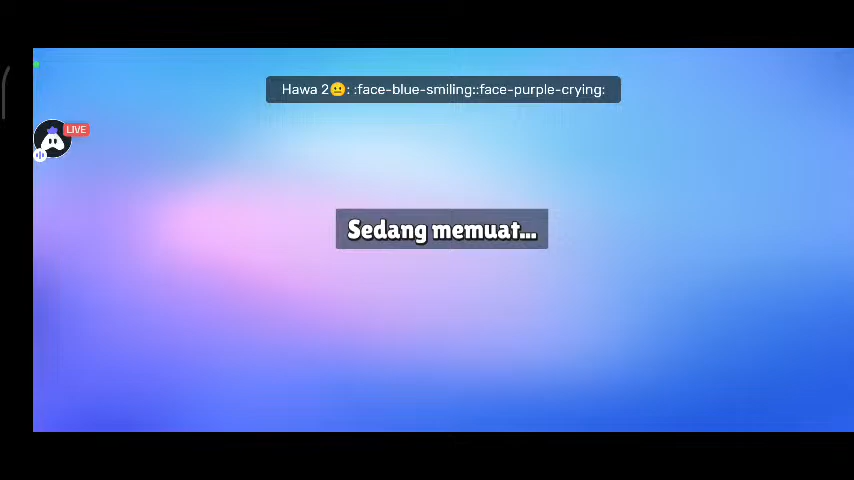 Hawa 2😐: :face-blue-smiling::face-purple-crying:
LIVE
Sedang memuat...